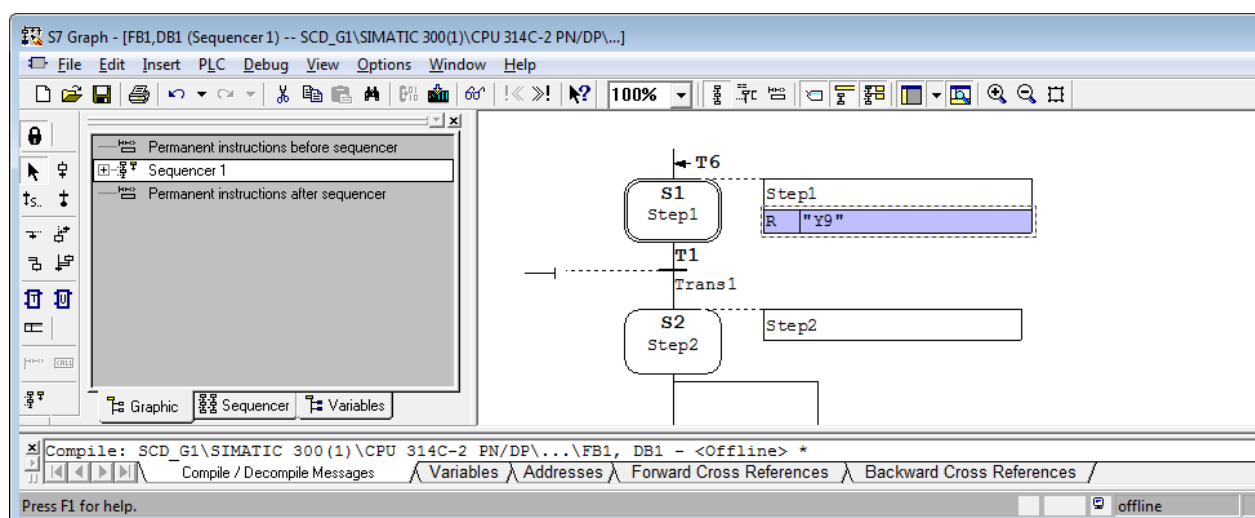 S7 Graph - [FB1,DB1 (Sequencer 1) -- SCD_G1\SIMATIC 300(1)\CPU 314C-2 PN/DP\...]
File Edit Insert PLC Debug View Options Window Help
100%
Permanent instructions before sequencer
Sequencer 1
Permanent instructions after sequencer
T6
S1
Step1
Step1
R "Y9"
T1
Trans1
S2
Step2
Step2
Graphic Sequencer Variables
Compile: SCD_G1\SIMATIC 300(1)\CPU 314C-2 PN/DP\...\FB1, DB1 - <Offline> *
Compile / Decompile Messages Variables Addresses Forward Cross References Backward Cross References
Press F1 for help. offline